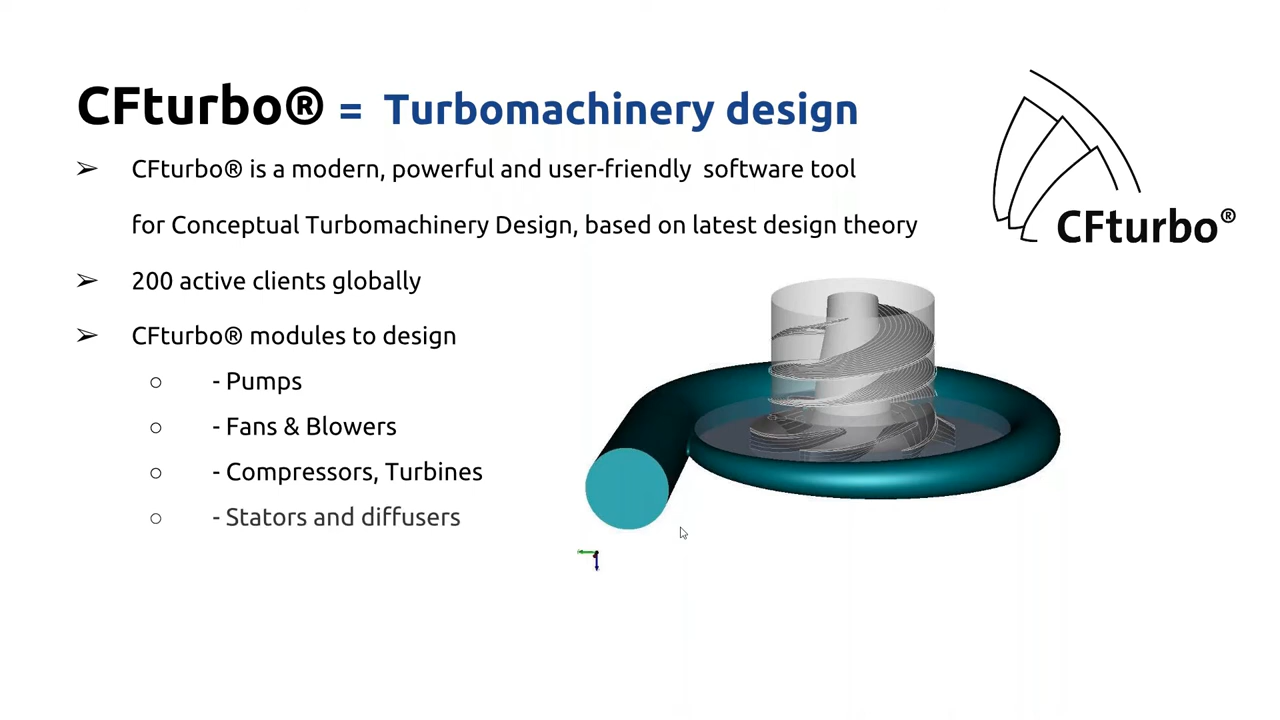 CFturbo® = Turbomachinery design
➢ CFturbo® is a modern, powerful and user-friendly software tool
for Conceptual Turbomachinery Design, based on latest design theory
➢ 200 active clients globally
➢ CFturbo® modules to design
○ - Pumps
○ - Fans & Blowers
○ - Compressors, Turbines
○ - Stators and diffusers
CFturbo®